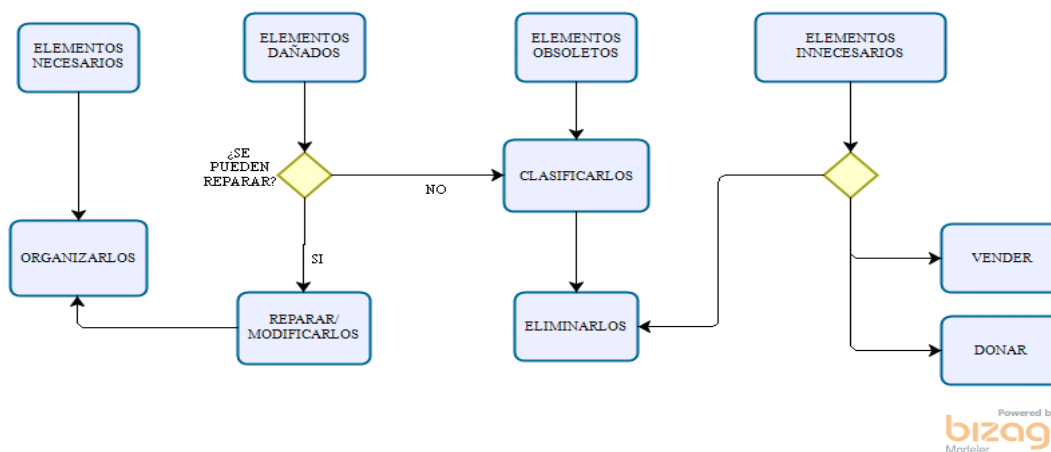 ELEMENTOS
NECESARIOS
ELEMENTOS
DAÑADOS
ELEMENTOS
OBSOLETOS
ELEMENTOS
INNECESARIOS
¿SE
PUEDEN
REPARAR?
NO
CLASIFICARLOS
ORGANIZARLOS
SI
VENDER
REPARAR/
MODIFICARLOS
ELIMINARLOS
DONAR
Powered b
bizag
Modeler